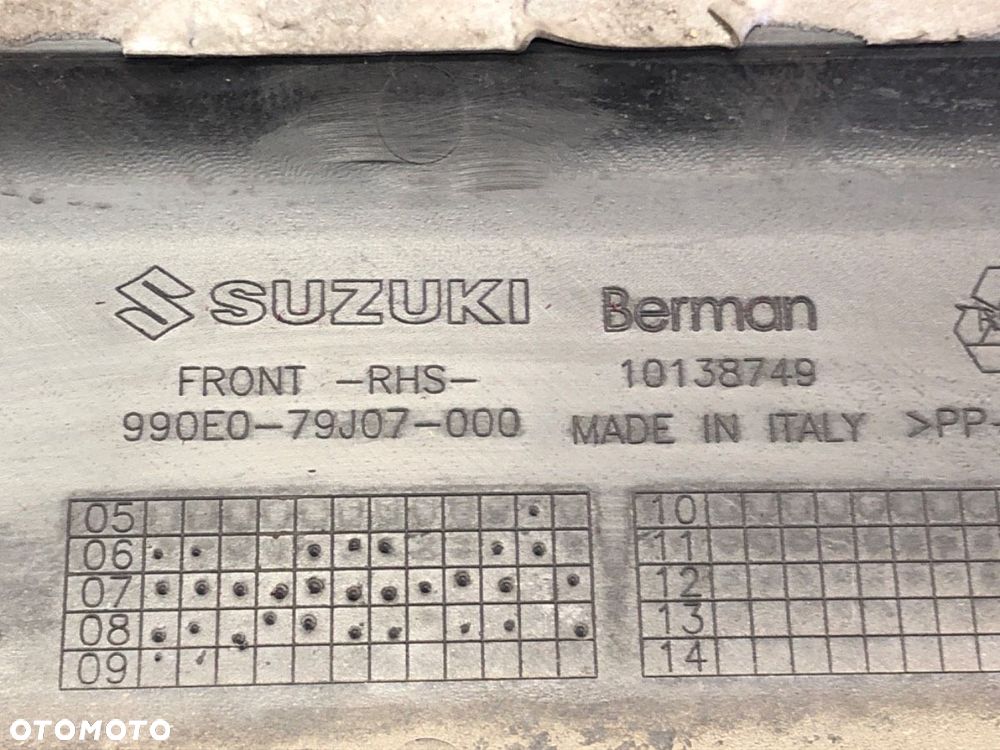 SUZUKI Berman
FRONT -RHS- 10138749
990E0-79J07-000 MADE IN ITALY >PP-
05 10
06 11
07 12
08 13
09 14
OTOMOTO